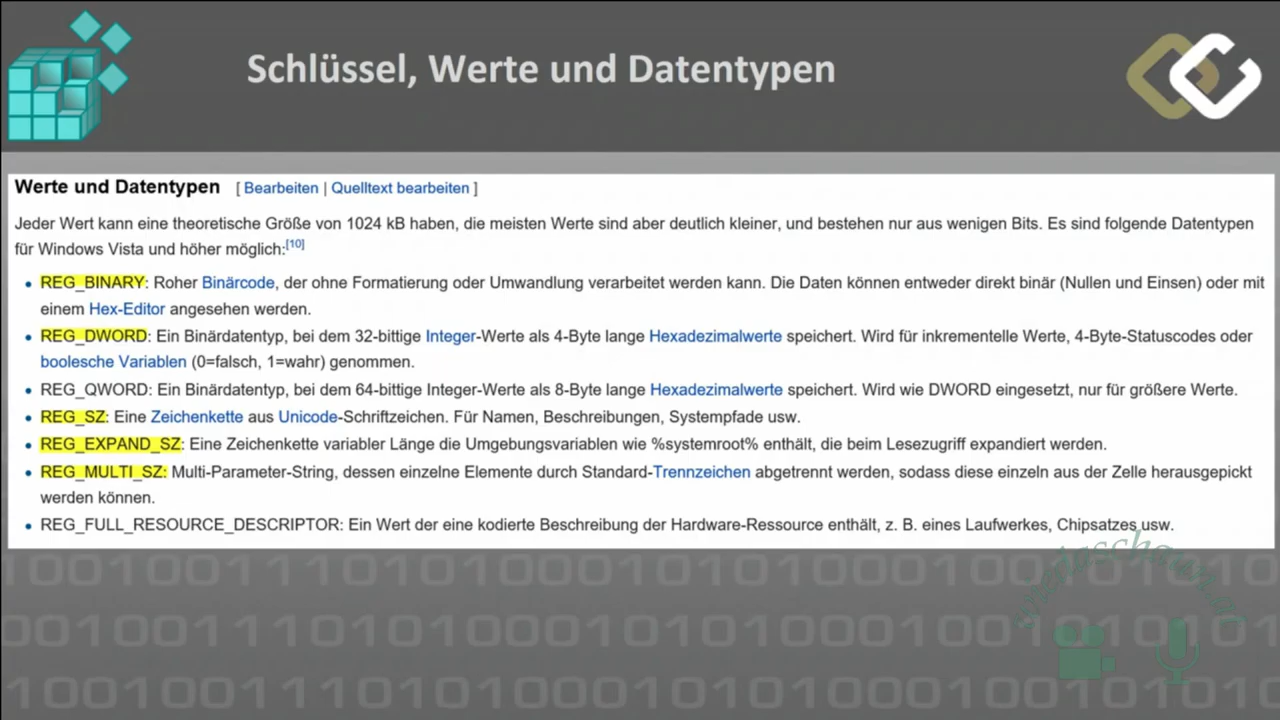 Schlüssel, Werte und Datentypen
Werte und Datentypen [ Bearbeiten | Quelltext bearbeiten ]
Jeder Wert kann eine theoretische Größe von 1024 kB haben, die meisten Werte sind aber deutlich kleiner, und bestehen nur aus wenigen Bits. Es sind folgende Datentypen
für Windows Vista und höher möglich:[10]
• REG_BINARY: Roher Binärcode, der ohne Formatierung oder Umwandlung verarbeitet werden kann. Die Daten können entweder direkt binär (Nullen und Einsen) oder mit
einem Hex-Editor angesehen werden.
• REG_DWORD: Ein Binärdatentyp, bei dem 32-bittige Integer-Werte als 4-Byte lange Hexadezimalwerte speichert. Wird für inkrementelle Werte, 4-Byte-Statuscodes oder
boolesche Variablen (0=falsch, 1=wahr) genommen.
• REG_QWORD: Ein Binärdatentyp, bei dem 64-bittige Integer-Werte als 8-Byte lange Hexadezimalwerte speichert. Wird wie DWORD eingesetzt, nur für größere Werte.
• REG_SZ: Eine Zeichenkette aus Unicode-Schriftzeichen. Für Namen, Beschreibungen, Systempfade usw.
• REG_EXPAND_SZ: Eine Zeichenkette variabler Länge die Umgebungsvariablen wie %systemroot% enthält, die beim Lesezugriff expandiert werden.
• REG_MULTI_SZ: Multi-Parameter-String, dessen einzelne Elemente durch Standard-Trennzeichen abgetrennt werden, sodass diese einzeln aus der Zelle herausgepickt
werden können.
• REG_FULL_RESOURCE_DESCRIPTOR: Ein Wert der eine kodierte Beschreibung der Hardware-Ressource enthält, z. B. eines Laufwerkes, Chipsatzes usw.